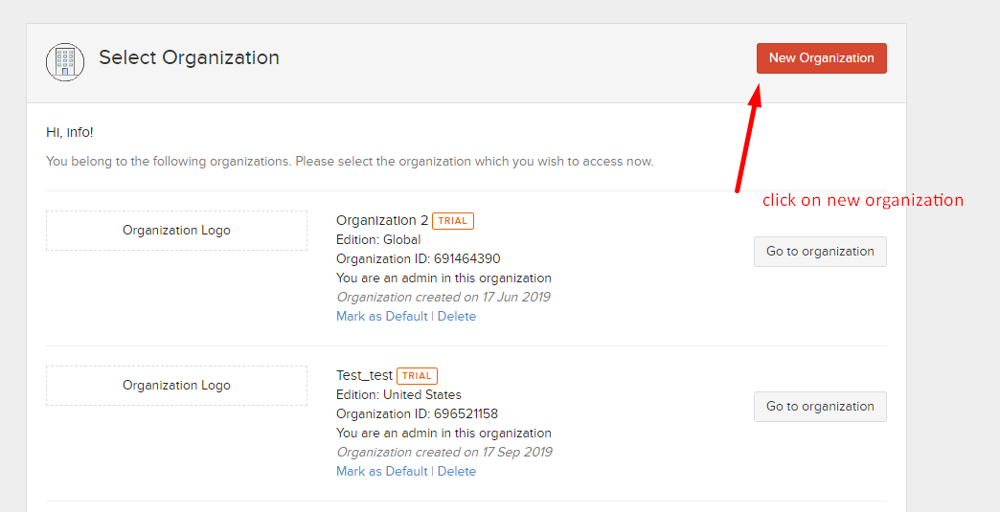 Select Organization
New Organization
Hi, info!
You belong to the following organizations. Please select the organization which you wish to access now.
click on new organization
Organization Logo
Organization 2 TRIAL
Edition: Global
Organization ID: 691464390
You are an admin in this organization
Organization created on 17 Jun 2019
Mark as Default | Delete
Go to organization
Organization Logo
Test_test TRIAL
Edition: United States
Organization ID: 696521158
You are an admin in this organization
Organization created on 17 Sep 2019
Mark as Default | Delete
Go to organization